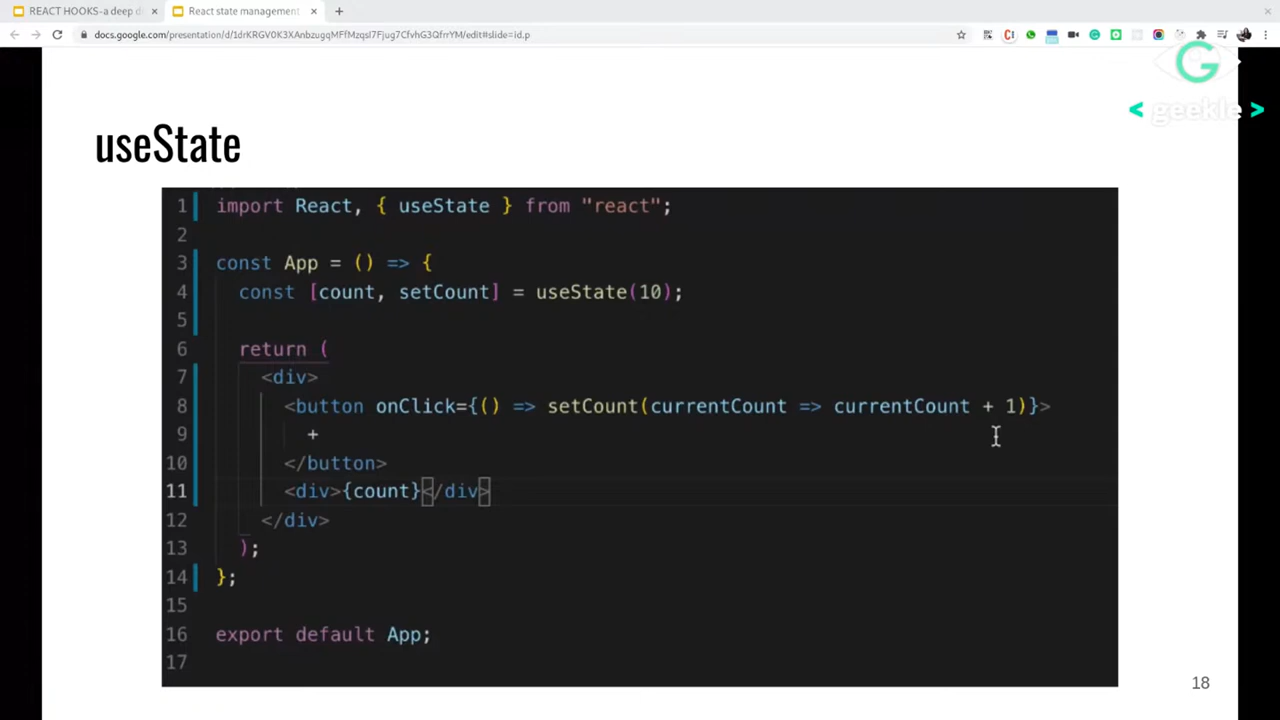 REACT HOOKS-a deep d
React state management
docs.google.com/presentation/d/1drKRGV0K3XAnbzugqMFfMzqsI7Fjug7CfvhG3QfrrYM/edit#slide=id.p
G
< geekle >
useState
1 import React, { useState } from "react";
2
3 const App = () => {
4 const [count, setCount] = useState(10);
5
6 return (
7 <div>
8 <button onClick={() => setCount(currentCount => currentCount + 1)}>
9 +
10 </button>
11 <div>{count}</div>
12 </div>
13 );
14 };
15
16 export default App;
17
18